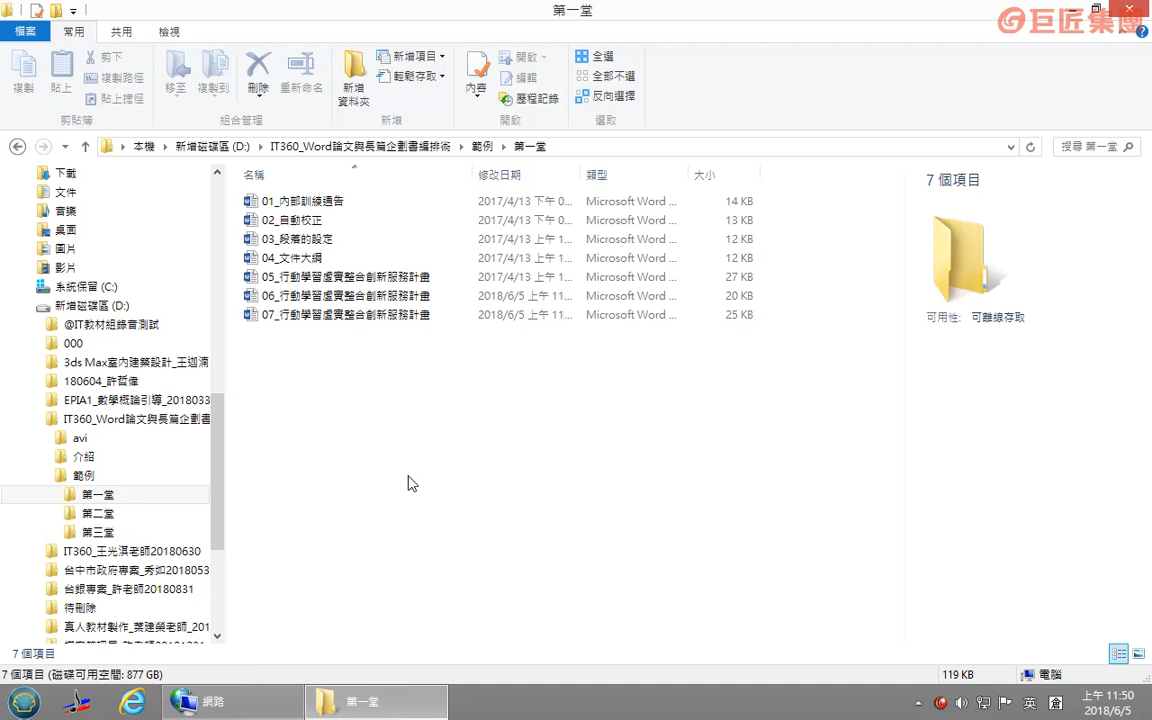 第一堂
巨匠集團
檔案
常用
共用
檢視
複製
貼上
剪下
複製路徑
貼上捷徑
剪貼簿
移至
複製到
刪除
重新命名
組合管理
新增
資料夾
新增項目
輕鬆存取
新增
內容
開啟
編輯
歷程記錄
開啟
全選
全部不選
反向選擇
選取
本機
新增磁碟區 (D:)
IT360_Word論文與長篇企劃書編排術
範例
第一堂
搜尋 第一堂
下載
文件
音樂
桌面
圖片
影片
系統保留 (C:)
新增磁碟區 (D:)
@IT教材組錄音測試
000
3ds Max室內建築設計_王迦湳
180604_許哲偉
EPIA1_數學概論引導_2018033
IT360_Word論文與長篇企劃書
avi
介紹
範例
第一堂
第二堂
第三堂
IT360_王光淇老師20180630
台中市政府專案_秀如2018053
台銀專案_許老師20180831
待刪除
真人教材製作_葉建榮老師_201
名稱
修改日期
類型
大小
01_內部訓練通告
2017/4/13 下午 0...
Microsoft Word ...
14 KB
02_自動校正
2017/4/13 下午 0...
Microsoft Word ...
13 KB
03_段落的設定
2017/4/13 上午 1...
Microsoft Word ...
12 KB
04_文件大綱
2017/4/13 上午 1...
Microsoft Word ...
12 KB
05_行動學習虛實整合創新服務計畫
2017/4/13 上午 1...
Microsoft Word ...
27 KB
06_行動學習虛實整合創新服務計畫
2018/6/5 上午 11...
Microsoft Word ...
20 KB
07_行動學習虛實整合創新服務計畫
2018/6/5 上午 11...
Microsoft Word ...
25 KB
7 個項目
可用性: 可離線存取
7 個項目
7 個項目 (磁碟可用空間: 877 GB)
119 KB
電腦
網路
第一堂
英
倉
上午 11:50
2018/6/5